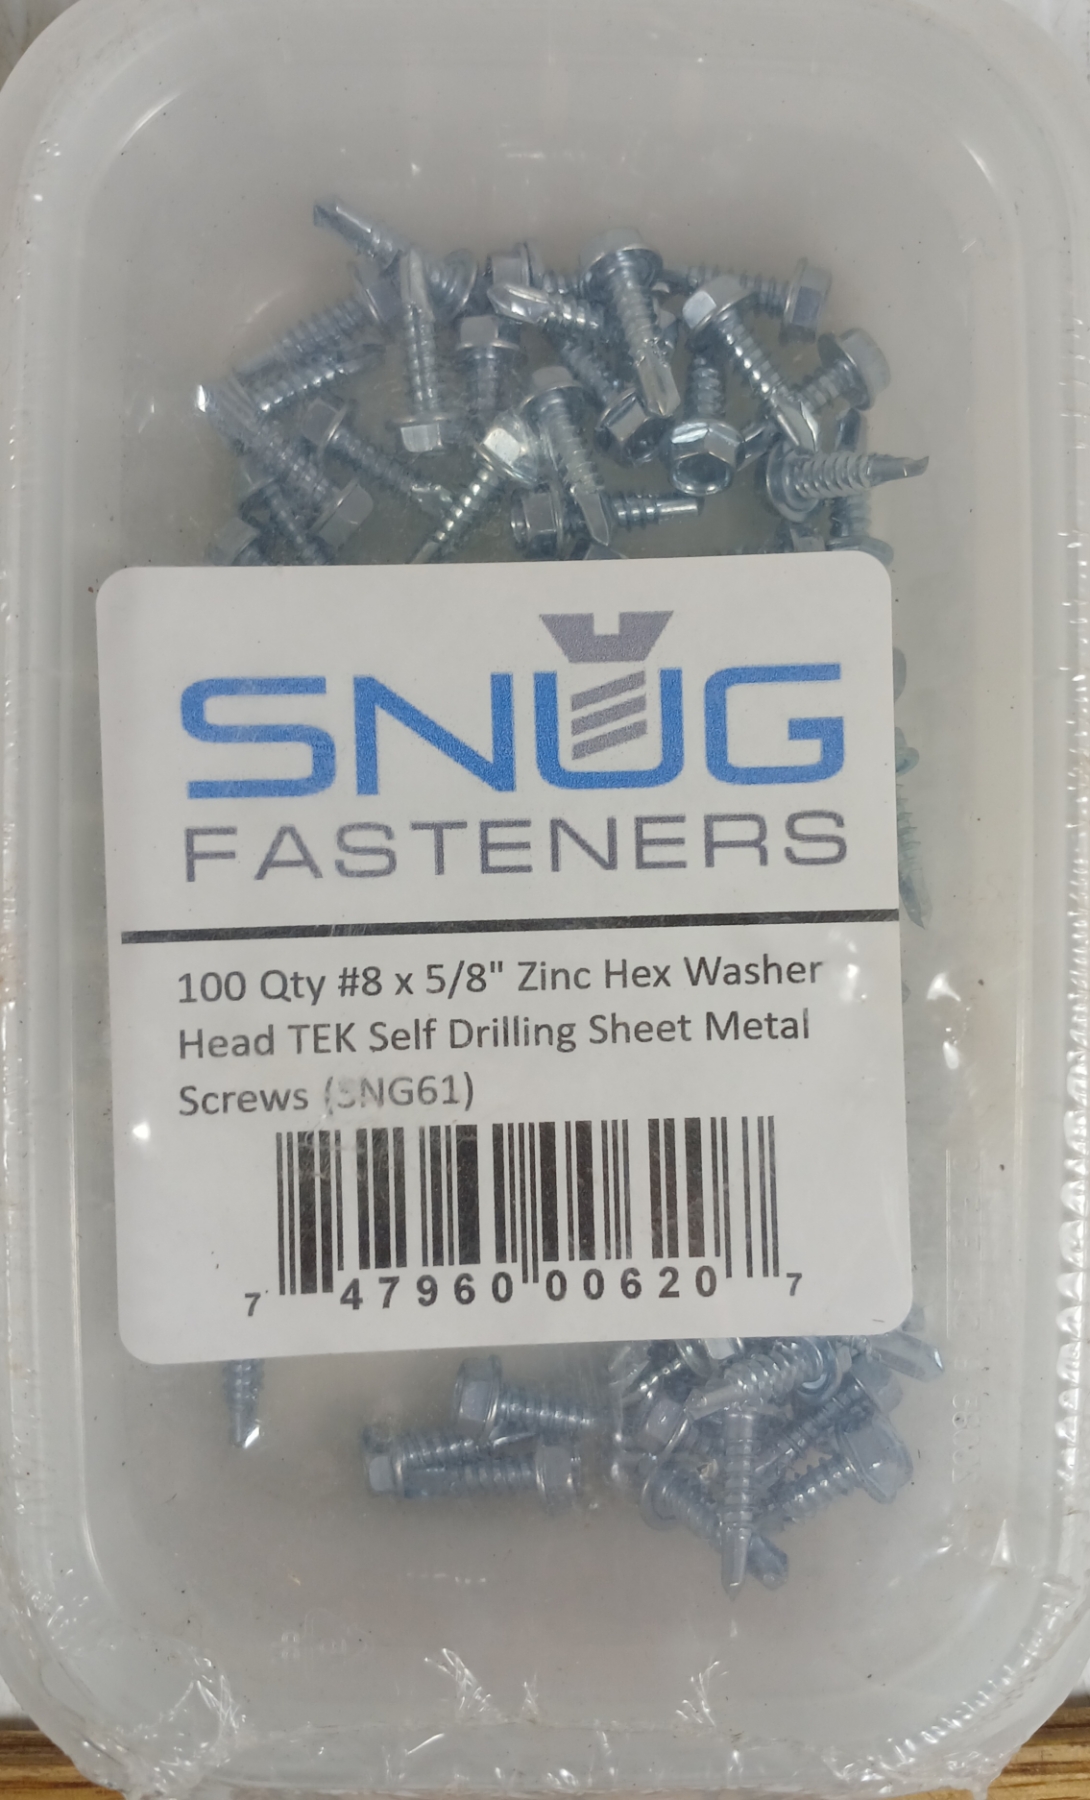 SNUG
FASTENERS
100 Qty #8 x 5/8" Zinc Hex Washer
Head TEK Self Drilling Sheet Metal
Screws (SNG61)
7 47960 00620 7